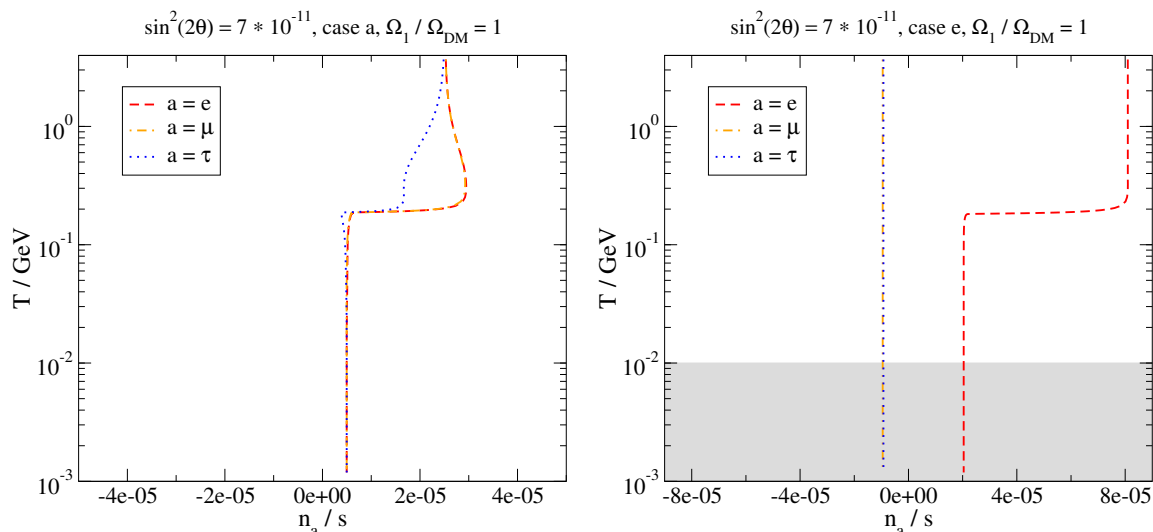 sin²(2θ) = 7 * 10⁻¹¹, case a, Ω₁ / Ω_DM = 1
a = e
a = μ
a = τ
10⁰
10⁻¹
10⁻²
10⁻³
T / GeV
-4e-05 -2e-05 0e+00 2e-05 4e-05
n_a / s
sin²(2θ) = 7 * 10⁻¹¹, case e, Ω₁ / Ω_DM = 1
a = e
a = μ
a = τ
10⁰
10⁻¹
10⁻²
10⁻³
T / GeV
-8e-05 -4e-05 0e+00 4e-05 8e-05
n_a / s